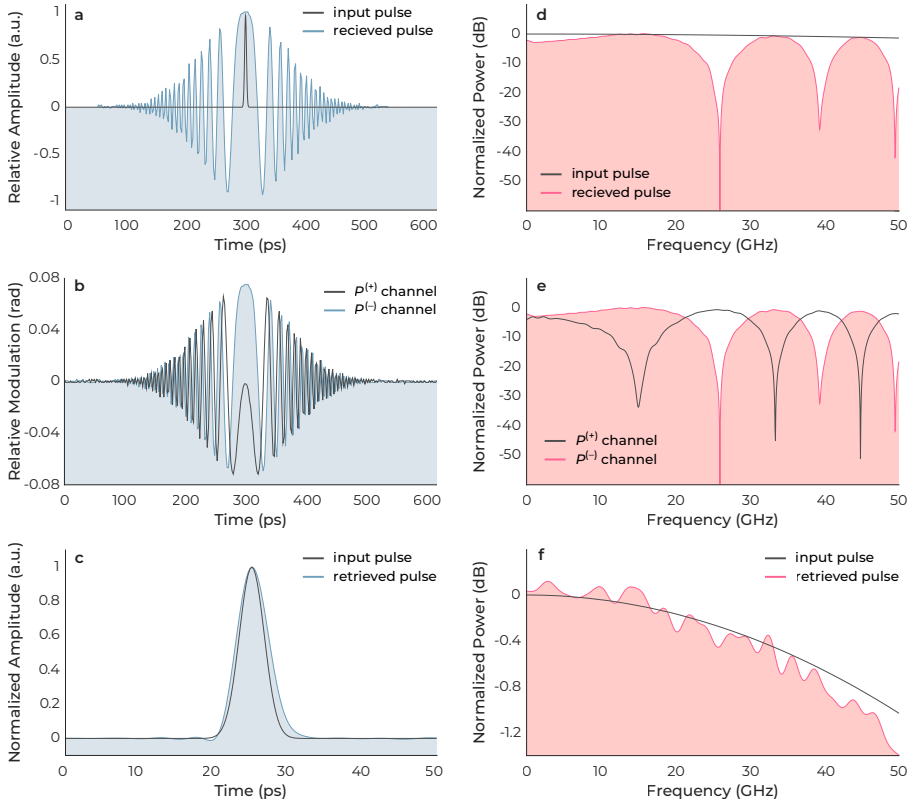 a
input pulse
recieved pulse
Relative Amplitude (a.u.)
1
0.5
0
-0.5
-1
0 100 200 300 400 500 600
Time (ps)
d
input pulse
recieved pulse
Normalized Power (dB)
0
-10
-20
-30
-40
-50
0 10 20 30 40 50
Frequency (GHz)
b
P(+) channel
P(−) channel
Relative Modulation (rad)
0.08
0.04
0
-0.04
-0.08
0 100 200 300 400 500 600
Time (ps)
e
P(+) channel
P(−) channel
Normalized Power (dB)
0
-10
-20
-30
-40
-50
0 10 20 30 40 50
Frequency (GHz)
c
input pulse
retrieved pulse
Normalized Amplitude (a.u.)
1
0.8
0.6
0.4
0.2
0
0 10 20 30 40 50
Time (ps)
f
input pulse
retrieved pulse
Normalized Power (dB)
0
-0.4
-0.8
-1.2
0 10 20 30 40 50
Frequency (GHz)